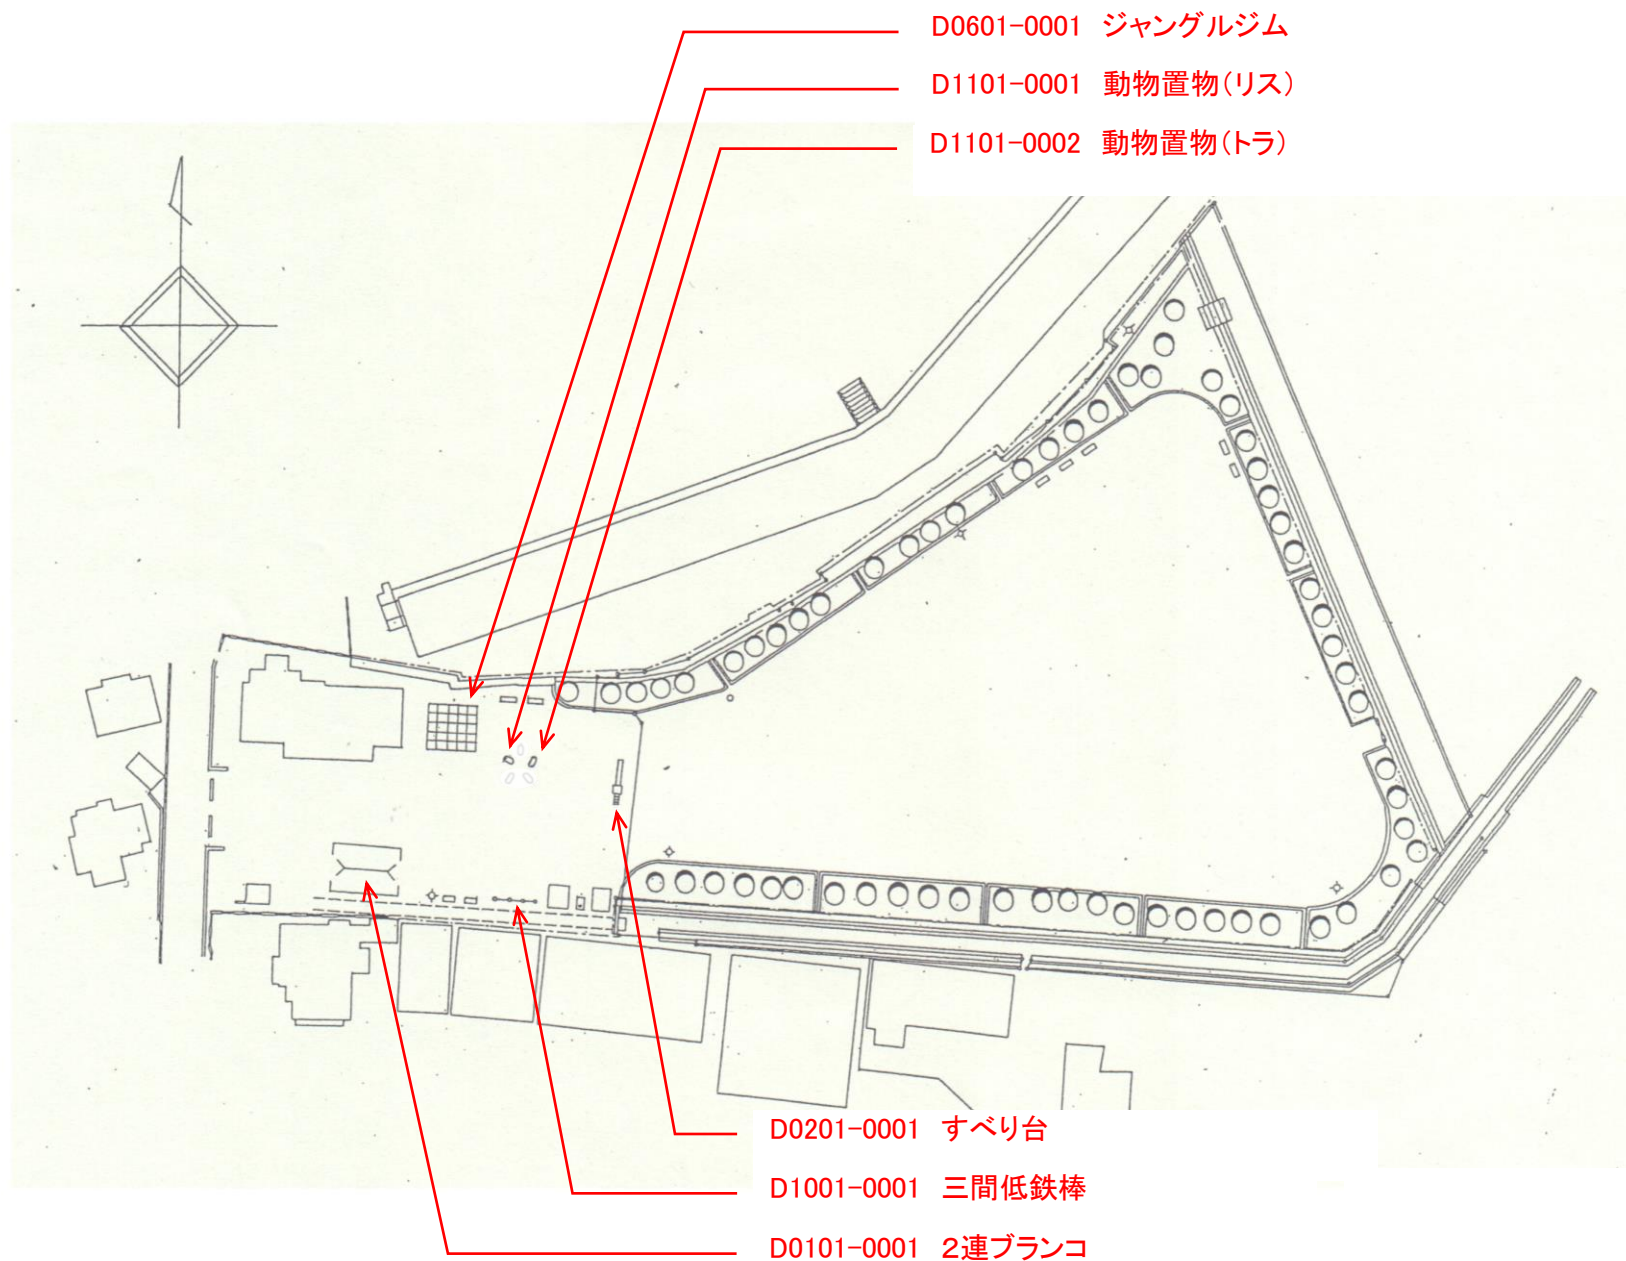 D0601-0001 ジャングルジム
D1101-0001 動物置物(リス)
D1101-0002 動物置物(トラ)
D0201-0001 すべり台
D1001-0001 三間低鉄棒
D0101-0001 2連ブランコ